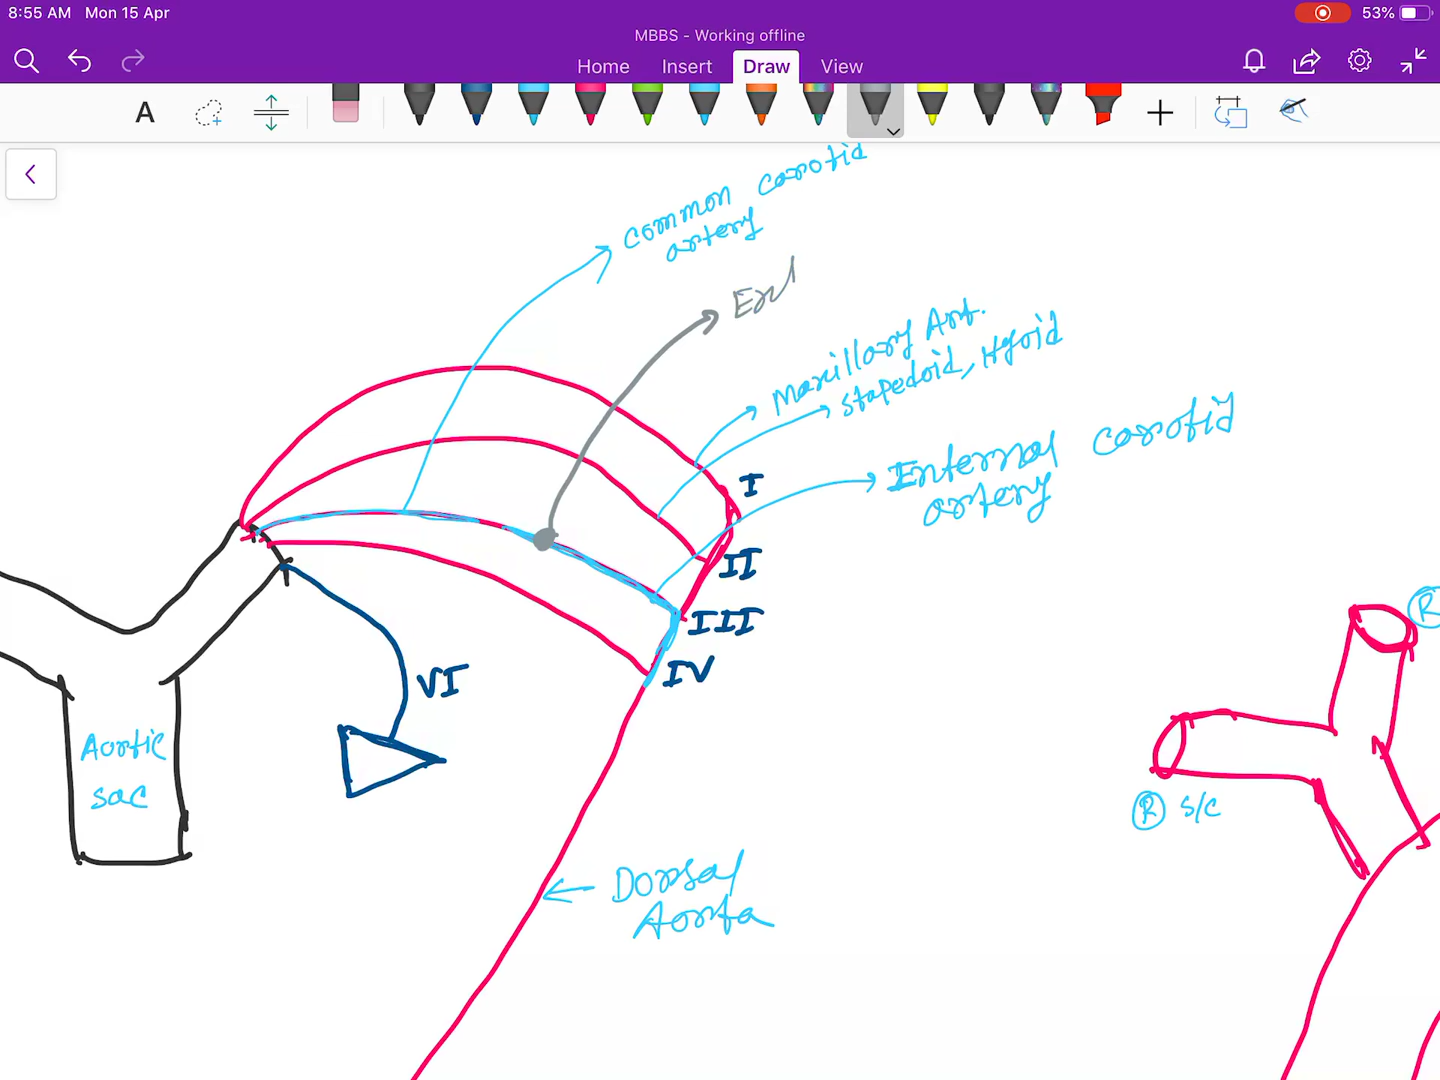 8:55 AM Mon 15 Apr
53%
MBBS - Working offline
Home Insert Draw View
A
common carotid
artery
Maxillary Art.
Stapedoid, Hyoid
Internal carotid
artery
I
II
III
IV
VI
Aortic
sac
R
R S/C
Dorsal
Aorta